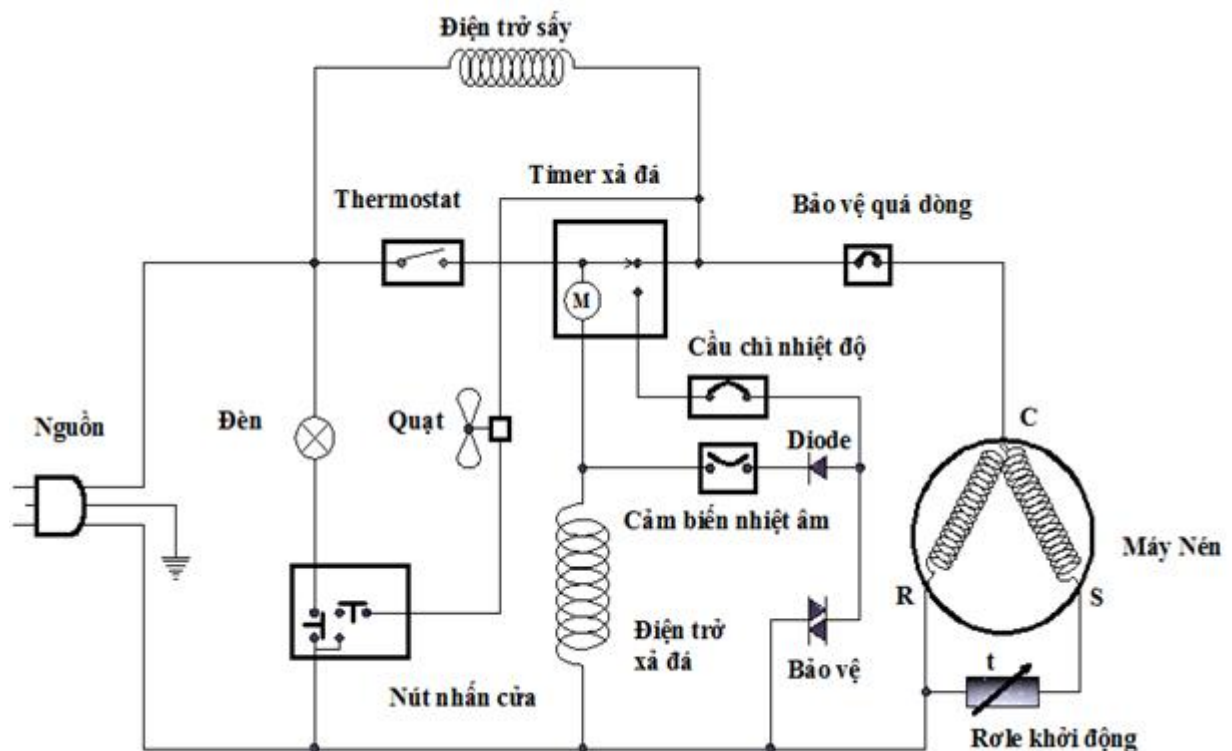 Điện trở sấy
Timer xả đá
Thermostat
Bảo vệ quá dòng
M
Cầu chì nhiệt độ
Nguồn
Đèn
Quạt
Diode
C
Cảm biến nhiệt âm
Máy Nén
R
S
Điện trở
xả đá
Bảo vệ
t
Nút nhấn cửa
Rơle khởi động